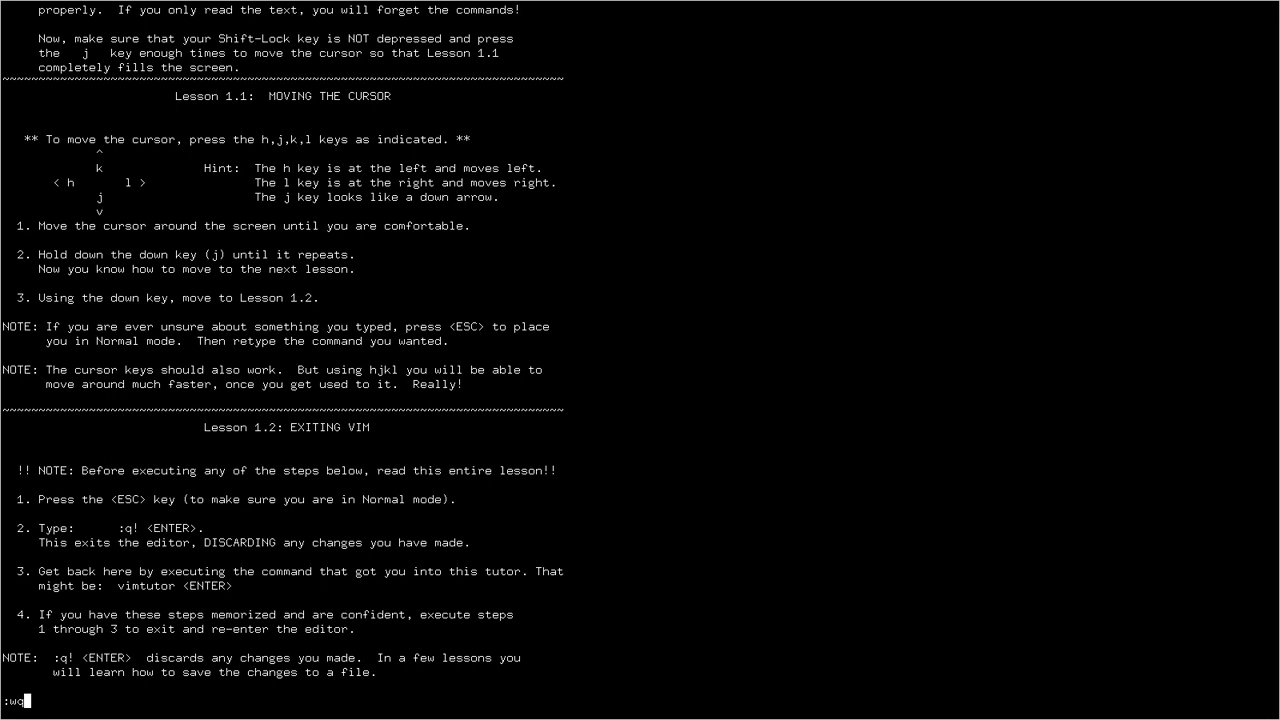 properly.  If you only read the text, you will forget the commands!
Now, make sure that your Shift-Lock key is NOT depressed and press
the   j   key enough times to move the cursor so that Lesson 1.1
completely fills the screen.
~~~~~~~~~~~~~~~~~~~~~~~~~~~~~~~~~~~~~~~~~~~~~~~~~~~~~~~~~~~~~~~~~~~~~~~~~~~~~~
Lesson 1.1:  MOVING THE CURSOR
** To move the cursor, press the h,j,k,l keys as indicated. **
^
k              Hint:  The h key is at the left and moves left.
< h       l >               The l key is at the right and moves right.
j                     The j key looks like a down arrow.
v
1. Move the cursor around the screen until you are comfortable.
2. Hold down the down key (j) until it repeats.
Now you know how to move to the next lesson.
3. Using the down key, move to Lesson 1.2.
NOTE: If you are ever unsure about something you typed, press <ESC> to place
you in Normal mode.  Then retype the command you wanted.
NOTE: The cursor keys should also work.  But using hjkl you will be able to
move around much faster, once you get used to it.  Really!
~~~~~~~~~~~~~~~~~~~~~~~~~~~~~~~~~~~~~~~~~~~~~~~~~~~~~~~~~~~~~~~~~~~~~~~~~~~~~~
Lesson 1.2: EXITING VIM
!! NOTE: Before executing any of the steps below, read this entire lesson!!
1. Press the <ESC> key (to make sure you are in Normal mode).
2. Type:      :q! <ENTER>.
This exits the editor, DISCARDING any changes you have made.
3. Get back here by executing the command that got you into this tutor. That
might be:  vimtutor <ENTER>
4. If you have these steps memorized and are confident, execute steps
1 through 3 to exit and re-enter the editor.
NOTE:  :q! <ENTER>  discards any changes you made.  In a few lessons you
will learn how to save the changes to a file.
:wq